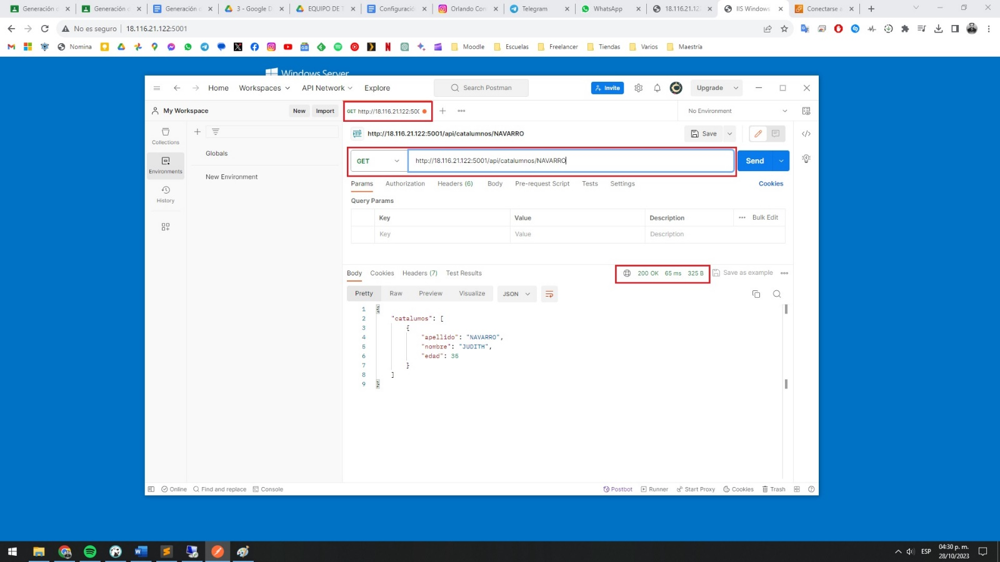 Generación d
Generación d
Generación d
3 - Google D
EQUIPO DE T
Configuració
Orlando Con
Telegram
WhatsApp
18.116.21.122
IIS Windows
Conectarse a
No es seguro
18.116.21.122:5001
Nomina
Moodle
Escuelas
Freelancer
Tiendas
Varios
Maestría
Windows Server
Home
Workspaces
API Network
Explore
Search Postman
Invite
Upgrade
My Workspace
New
Import
GET http://18.116.21.122:500
No Environment
Collections
Environments
History
Globals
New Environment
HTTP
http://18.116.21.122:5001/api/catalumnos/NAVARRO
Save
GET
http://18.116.21.122:5001/api/catalumnos/NAVARRO
Send
Params
Authorization
Headers (6)
Body
Pre-request Script
Tests
Settings
Cookies
Query Params
Key
Value
Description
Bulk Edit
Key
Value
Description
Body
Cookies
Headers (7)
Test Results
200 OK
65 ms
325 B
Save as example
Pretty
Raw
Preview
Visualize
JSON
1 {
2 "catalumos": [
3 {
4 "apellido": "NAVARRO",
5 "nombre": "JUDITH",
6 "edad": 35
7 }
8 ]
9 }
Online
Find and replace
Console
Postbot
Runner
Start Proxy
Cookies
Trash
ESP
04:30 p. m.
28/10/2023